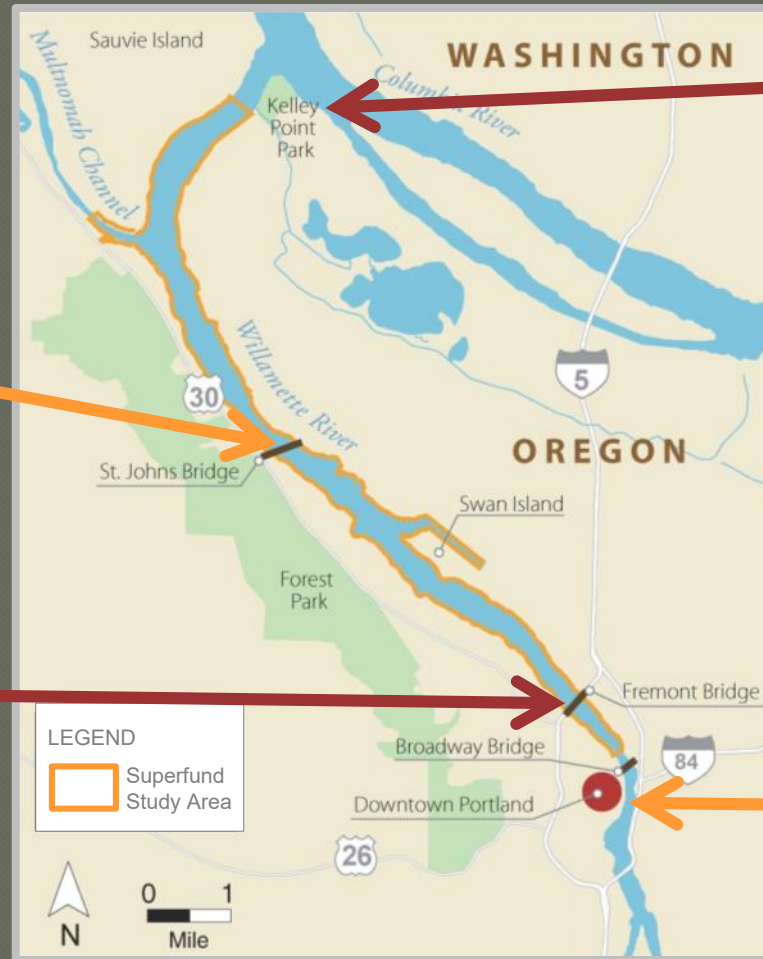 Sauvie Island
WASHINGTON
Multnomah Channel
Columbia River
Kelley
Point
Park
Willamette River
30
5
OREGON
St. Johns Bridge
Swan Island
Forest
Park
Fremont Bridge
LEGEND
Superfund
Study Area
Broadway Bridge
84
Downtown Portland
26
0 1
Mile
N